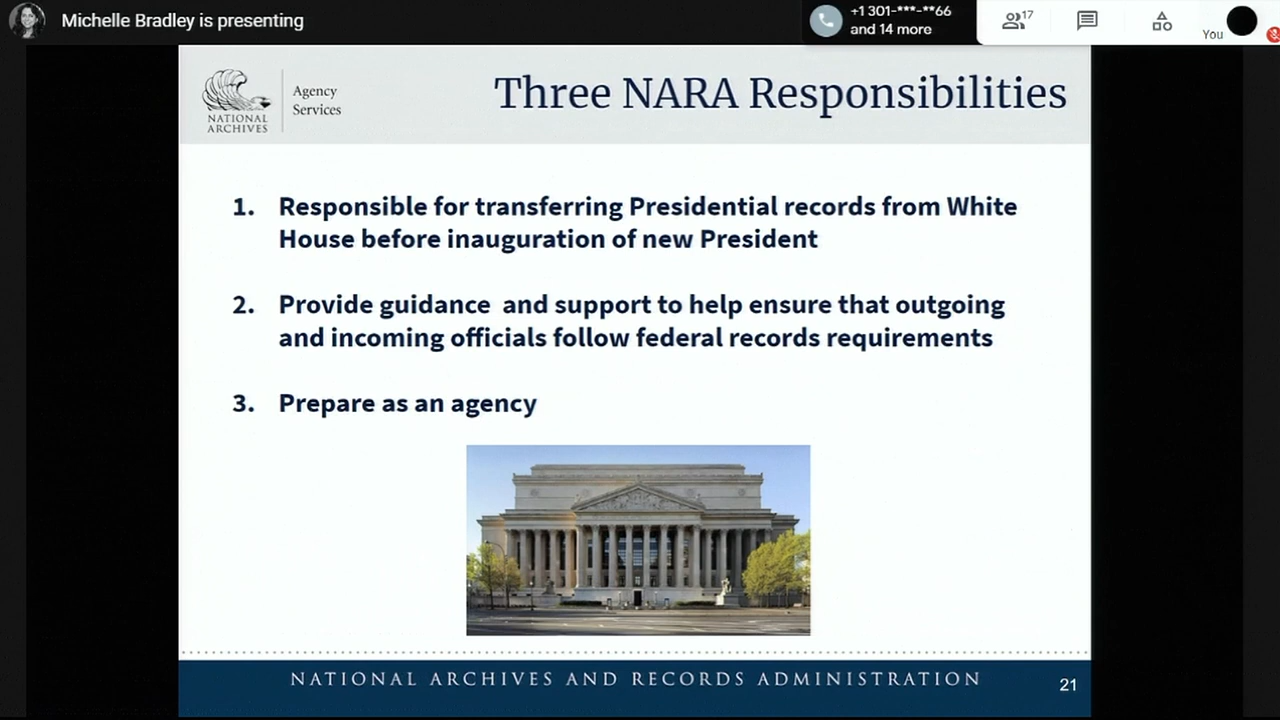 Michelle Bradley is presenting
+1 301-***-**66
and 14 more
17
You
NATIONAL
ARCHIVES
Agency
Services
Three NARA Responsibilities
1. Responsible for transferring Presidential records from White
House before inauguration of new President
2. Provide guidance and support to help ensure that outgoing
and incoming officials follow federal records requirements
3. Prepare as an agency
NATIONAL ARCHIVES AND RECORDS ADMINISTRATION
21